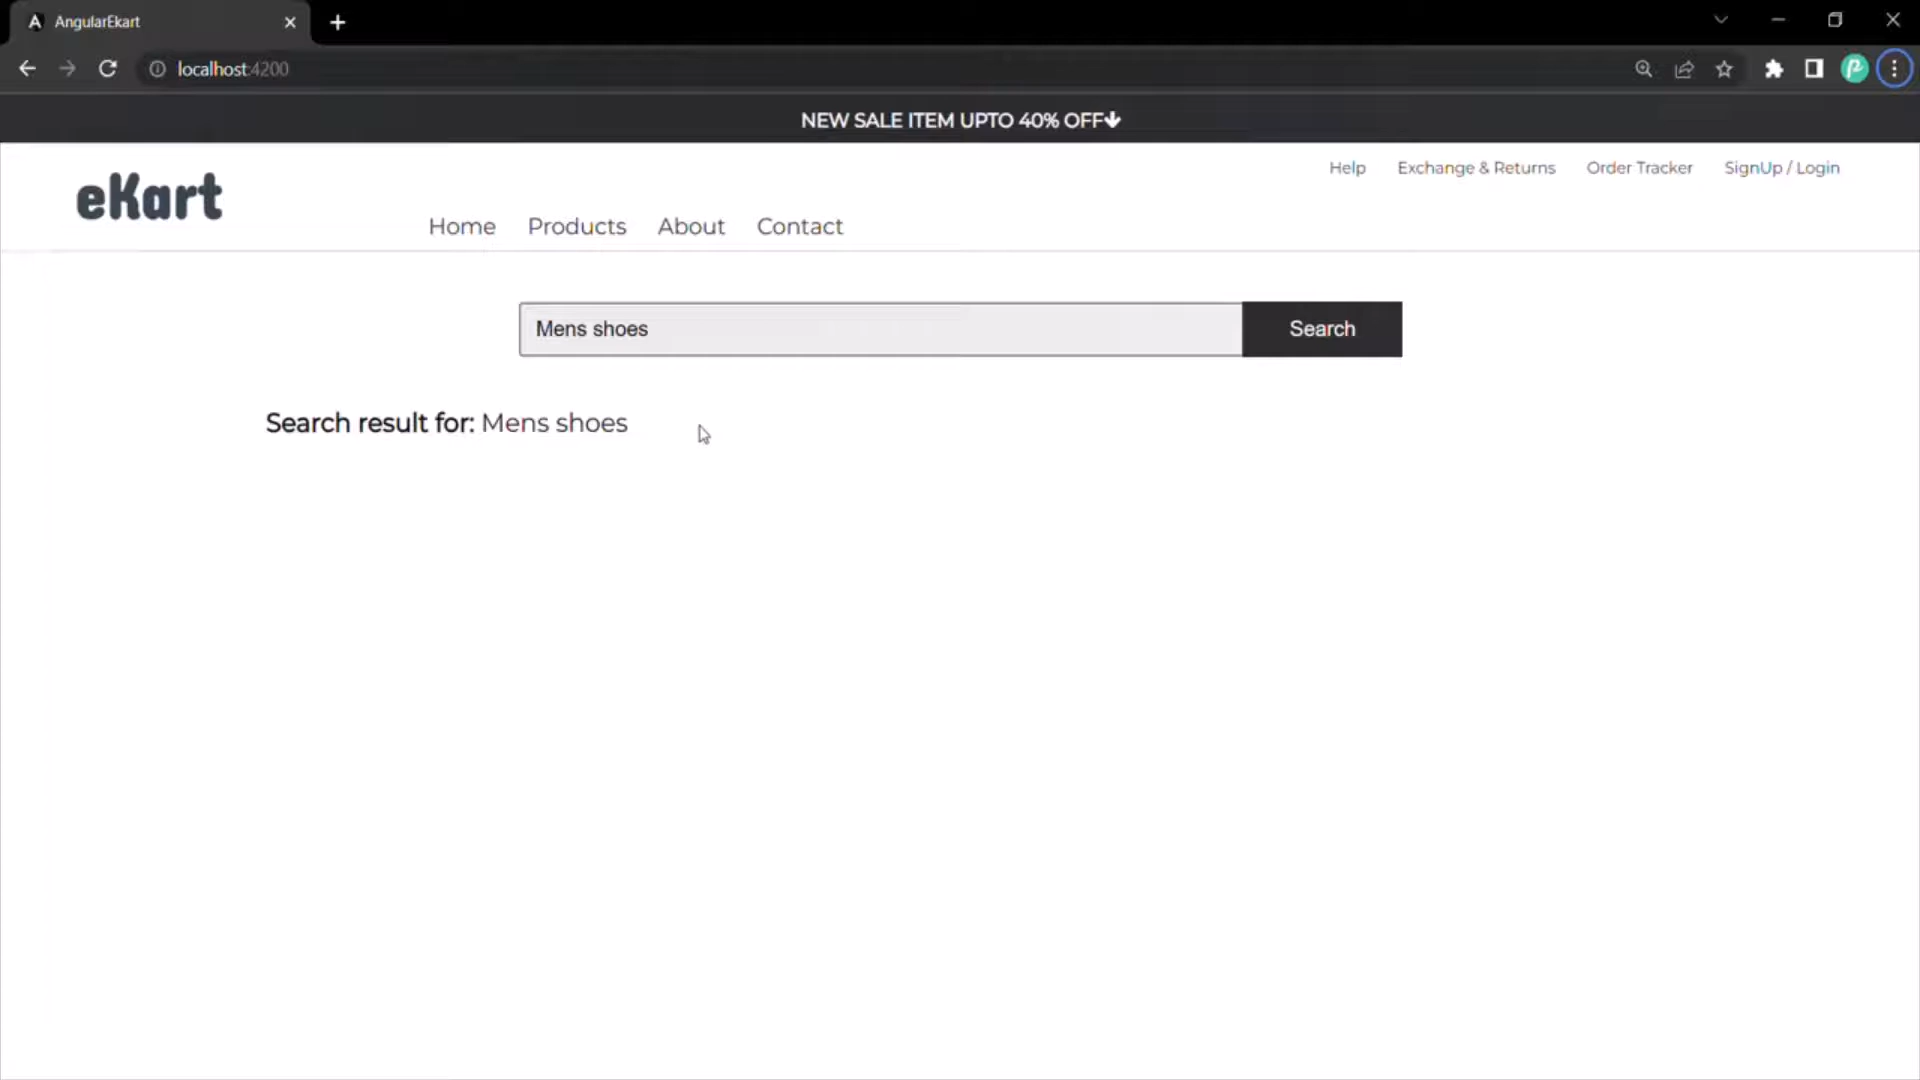 AngularEkart
localhost:4200
NEW SALE ITEM UPTO 40% OFF
Help Exchange & Returns Order Tracker SignUp / Login
eKart
Home Products About Contact
Mens shoes Search
Search result for: Mens shoes